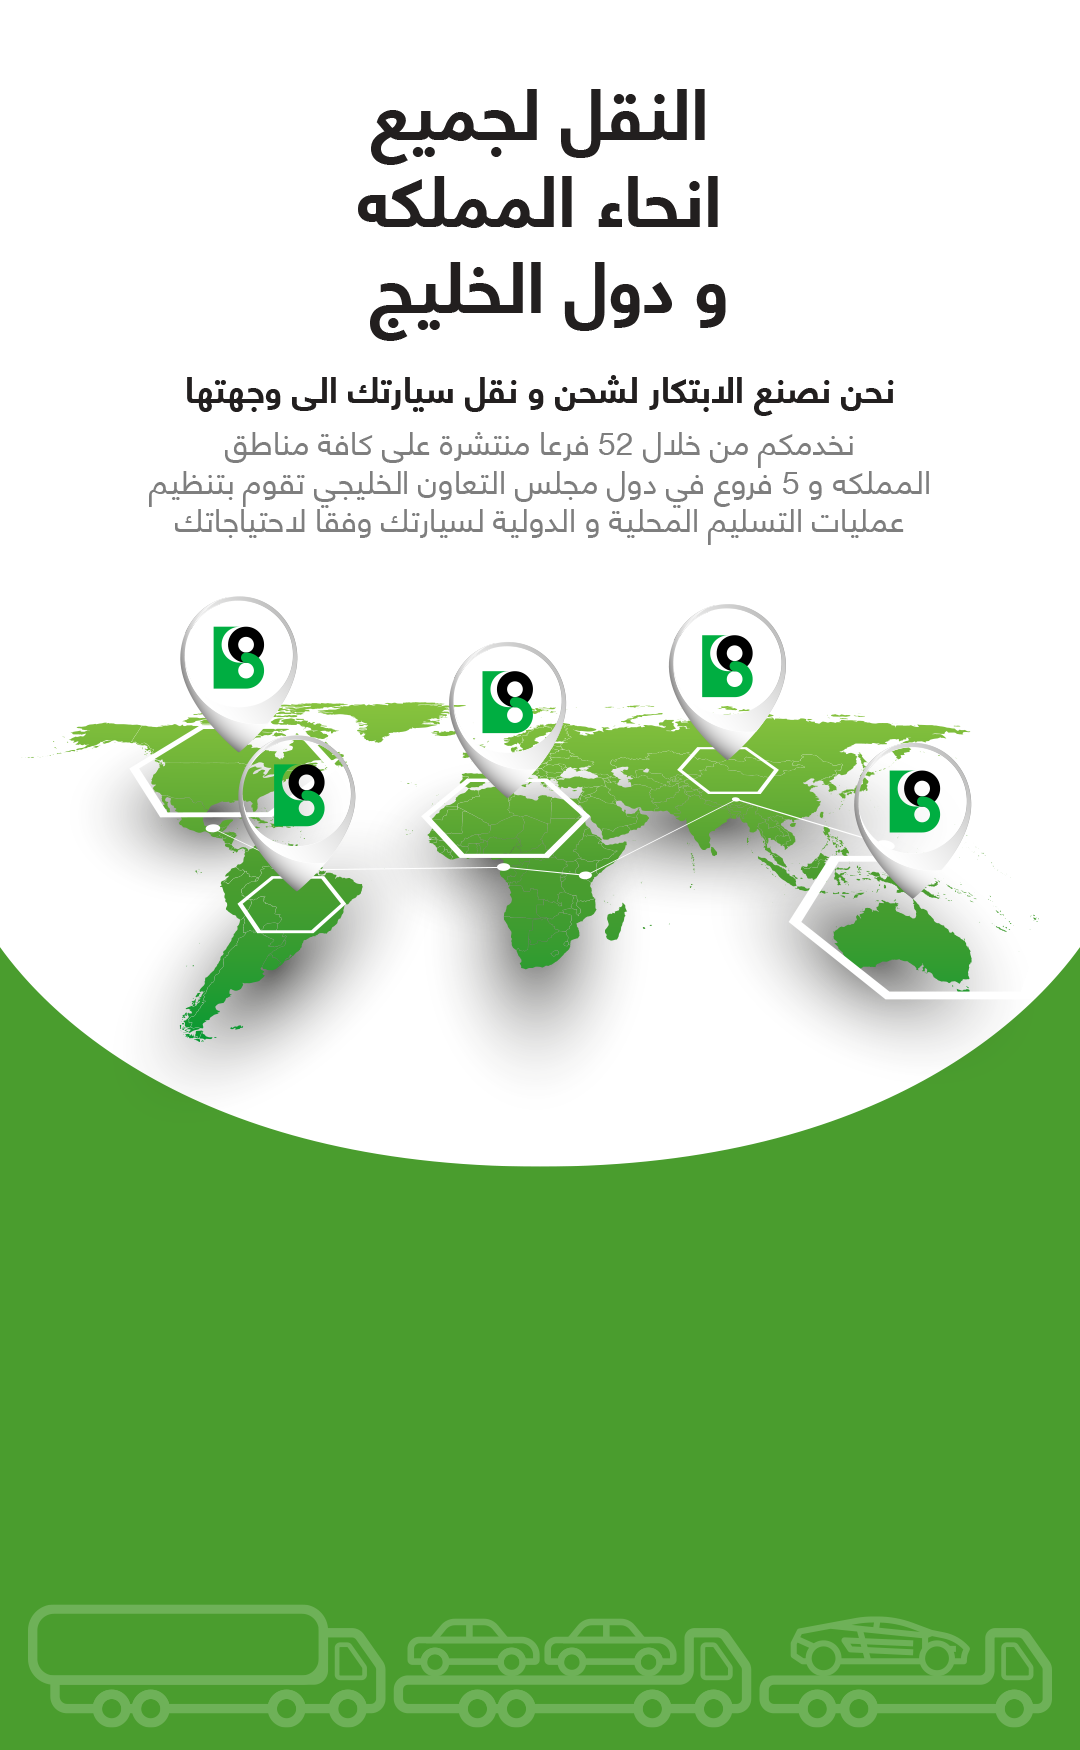 النقل لجميع
انحاء المملكه
و دول الخليج
نحن نصنع الابتكار لشحن و نقل سيارتك الى وجهتها
نخدمكم من خلال 52 فرعا منتشرة على كافة مناطق
المملكه و 5 فروع في دول مجلس التعاون الخليجي تقوم بتنظيم
عمليات التسليم المحلية و الدولية لسيارتك وفقا لاحتياجاتك